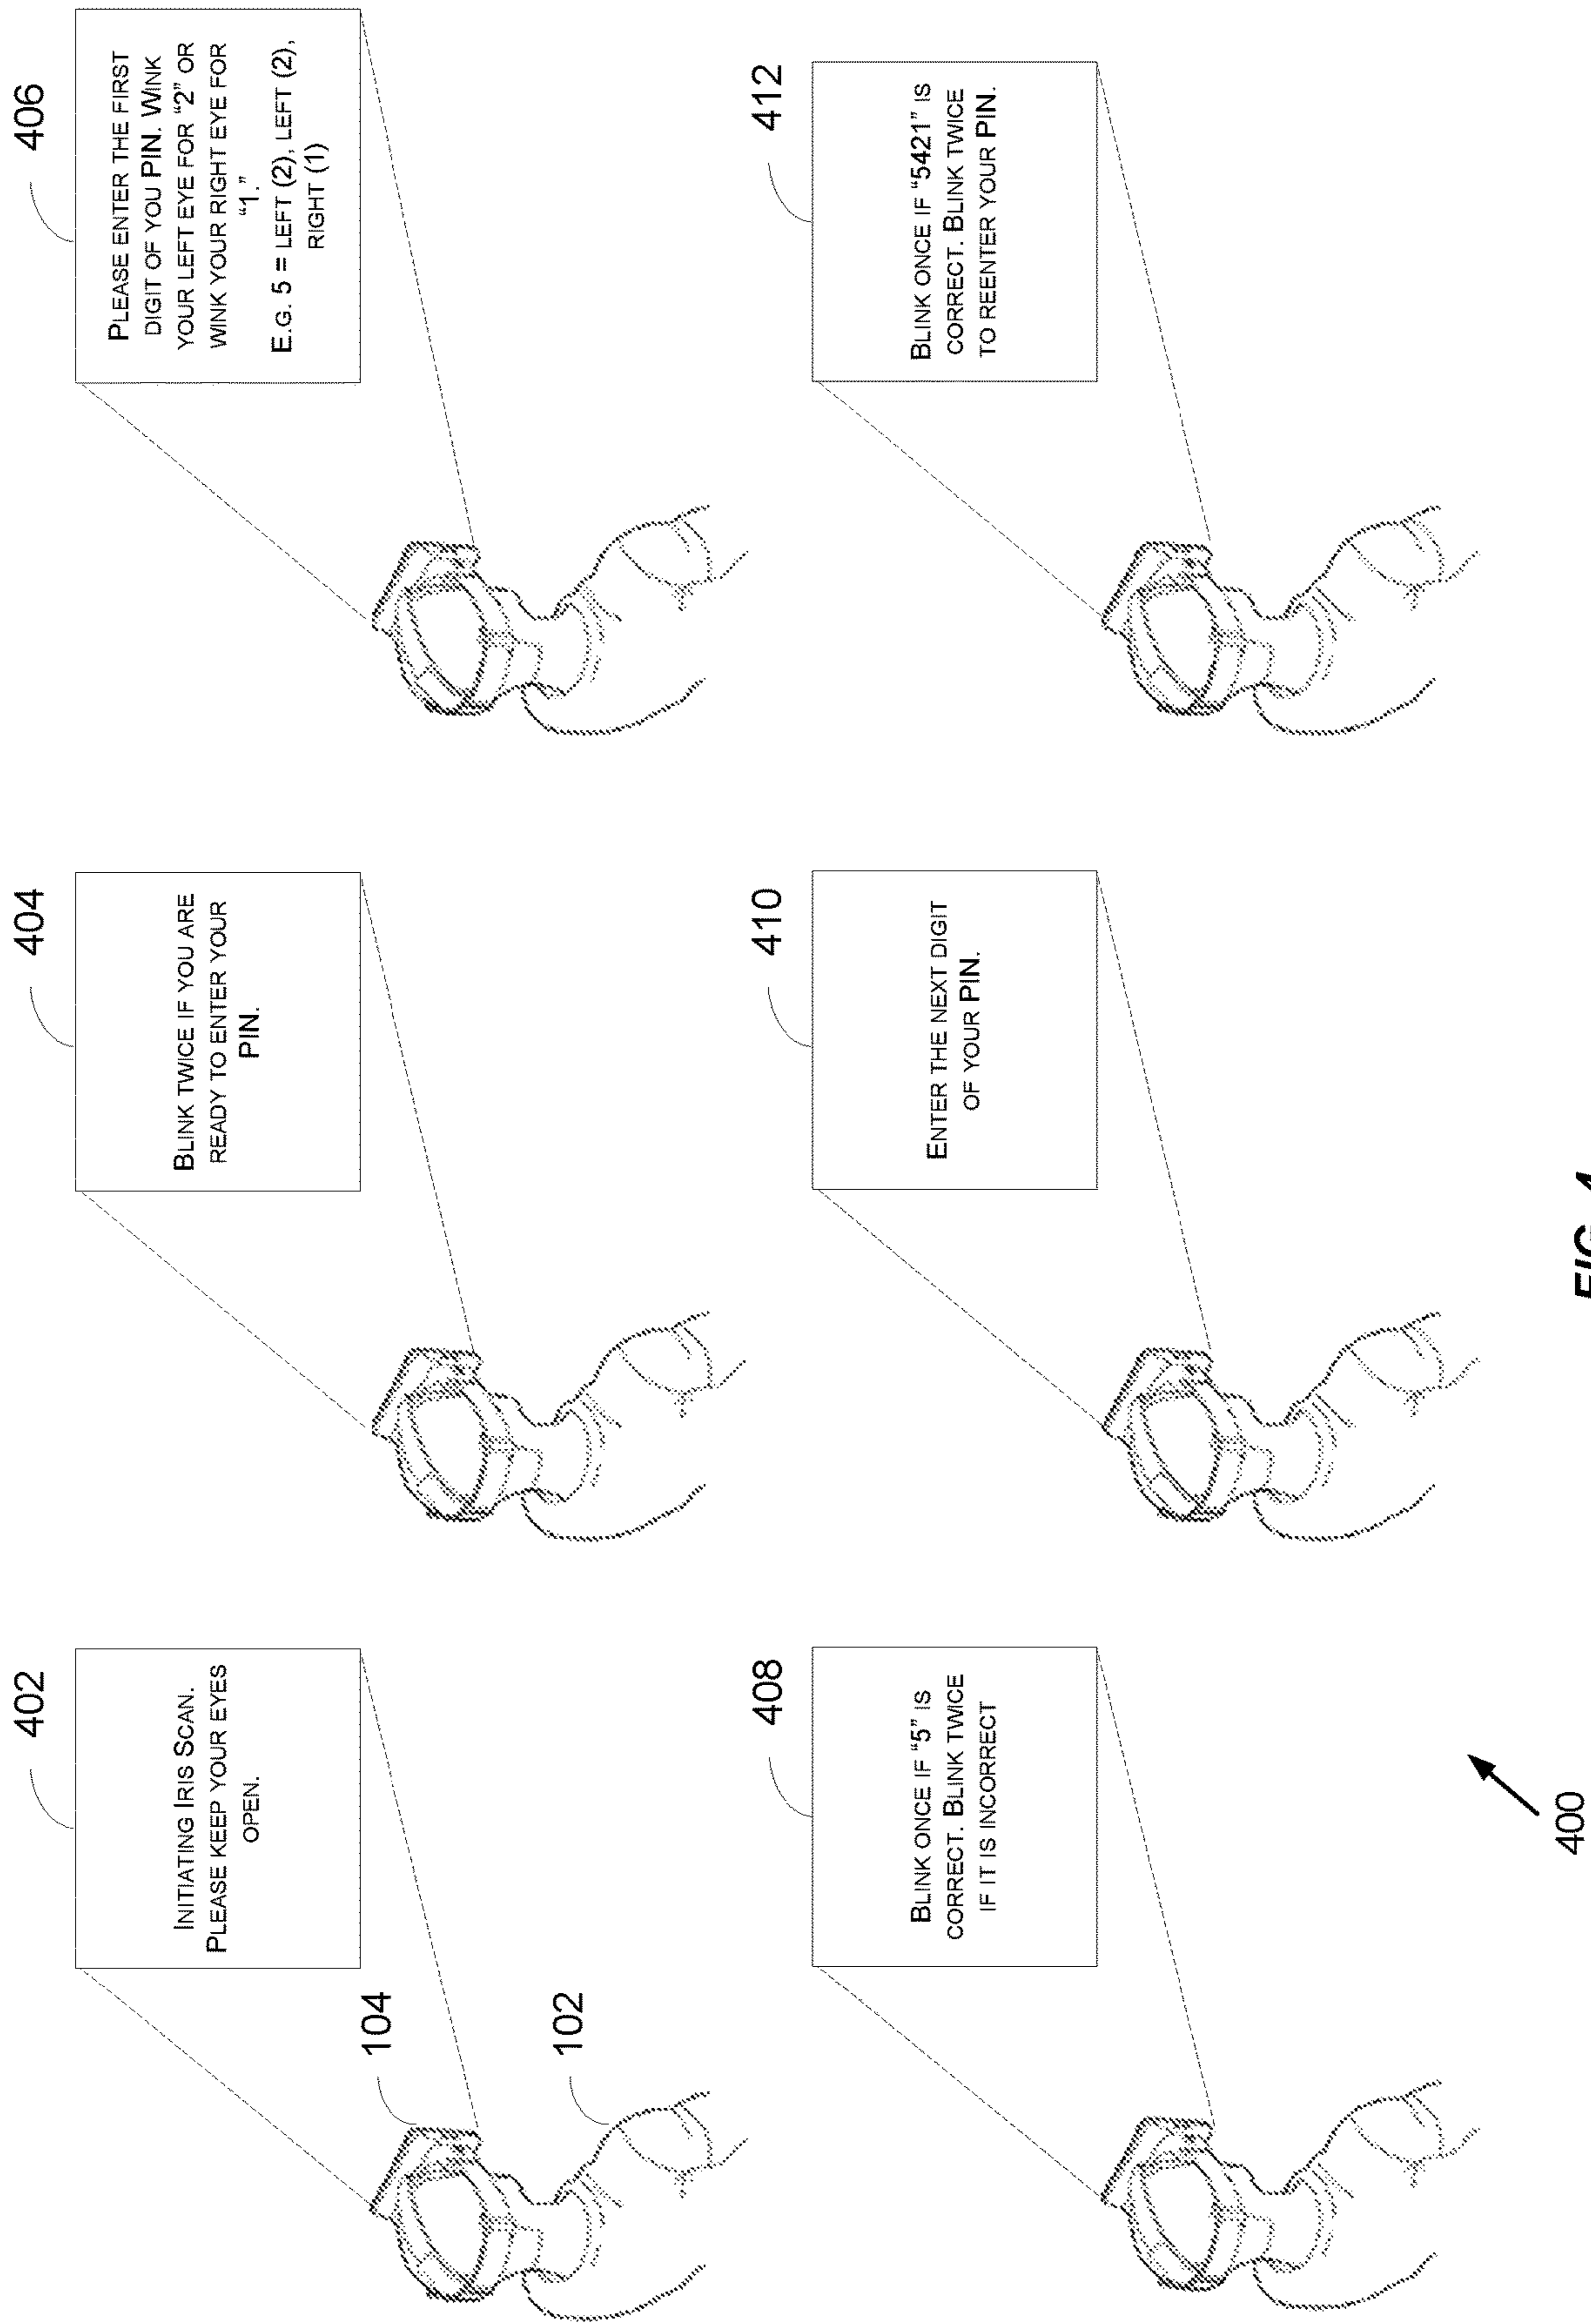 402
INITIATING IRIS SCAN.
PLEASE KEEP YOUR EYES
OPEN.
104
102
404
BLINK TWICE IF YOU ARE
READY TO ENTER YOUR
PIN.
406
PLEASE ENTER THE FIRST
DIGIT OF YOU PIN. WINK
YOUR LEFT EYE FOR “2” OR
WINK YOUR RIGHT EYE FOR
“1.”
E.G. 5 = LEFT (2), LEFT (2),
RIGHT (1)
408
BLINK ONCE IF “5” IS
CORRECT. BLINK TWICE
IF IT IS INCORRECT
410
ENTER THE NEXT DIGIT
OF YOUR PIN.
412
BLINK ONCE IF “5421” IS
CORRECT. BLINK TWICE
TO REENTER YOUR PIN.
400
FIG. 4